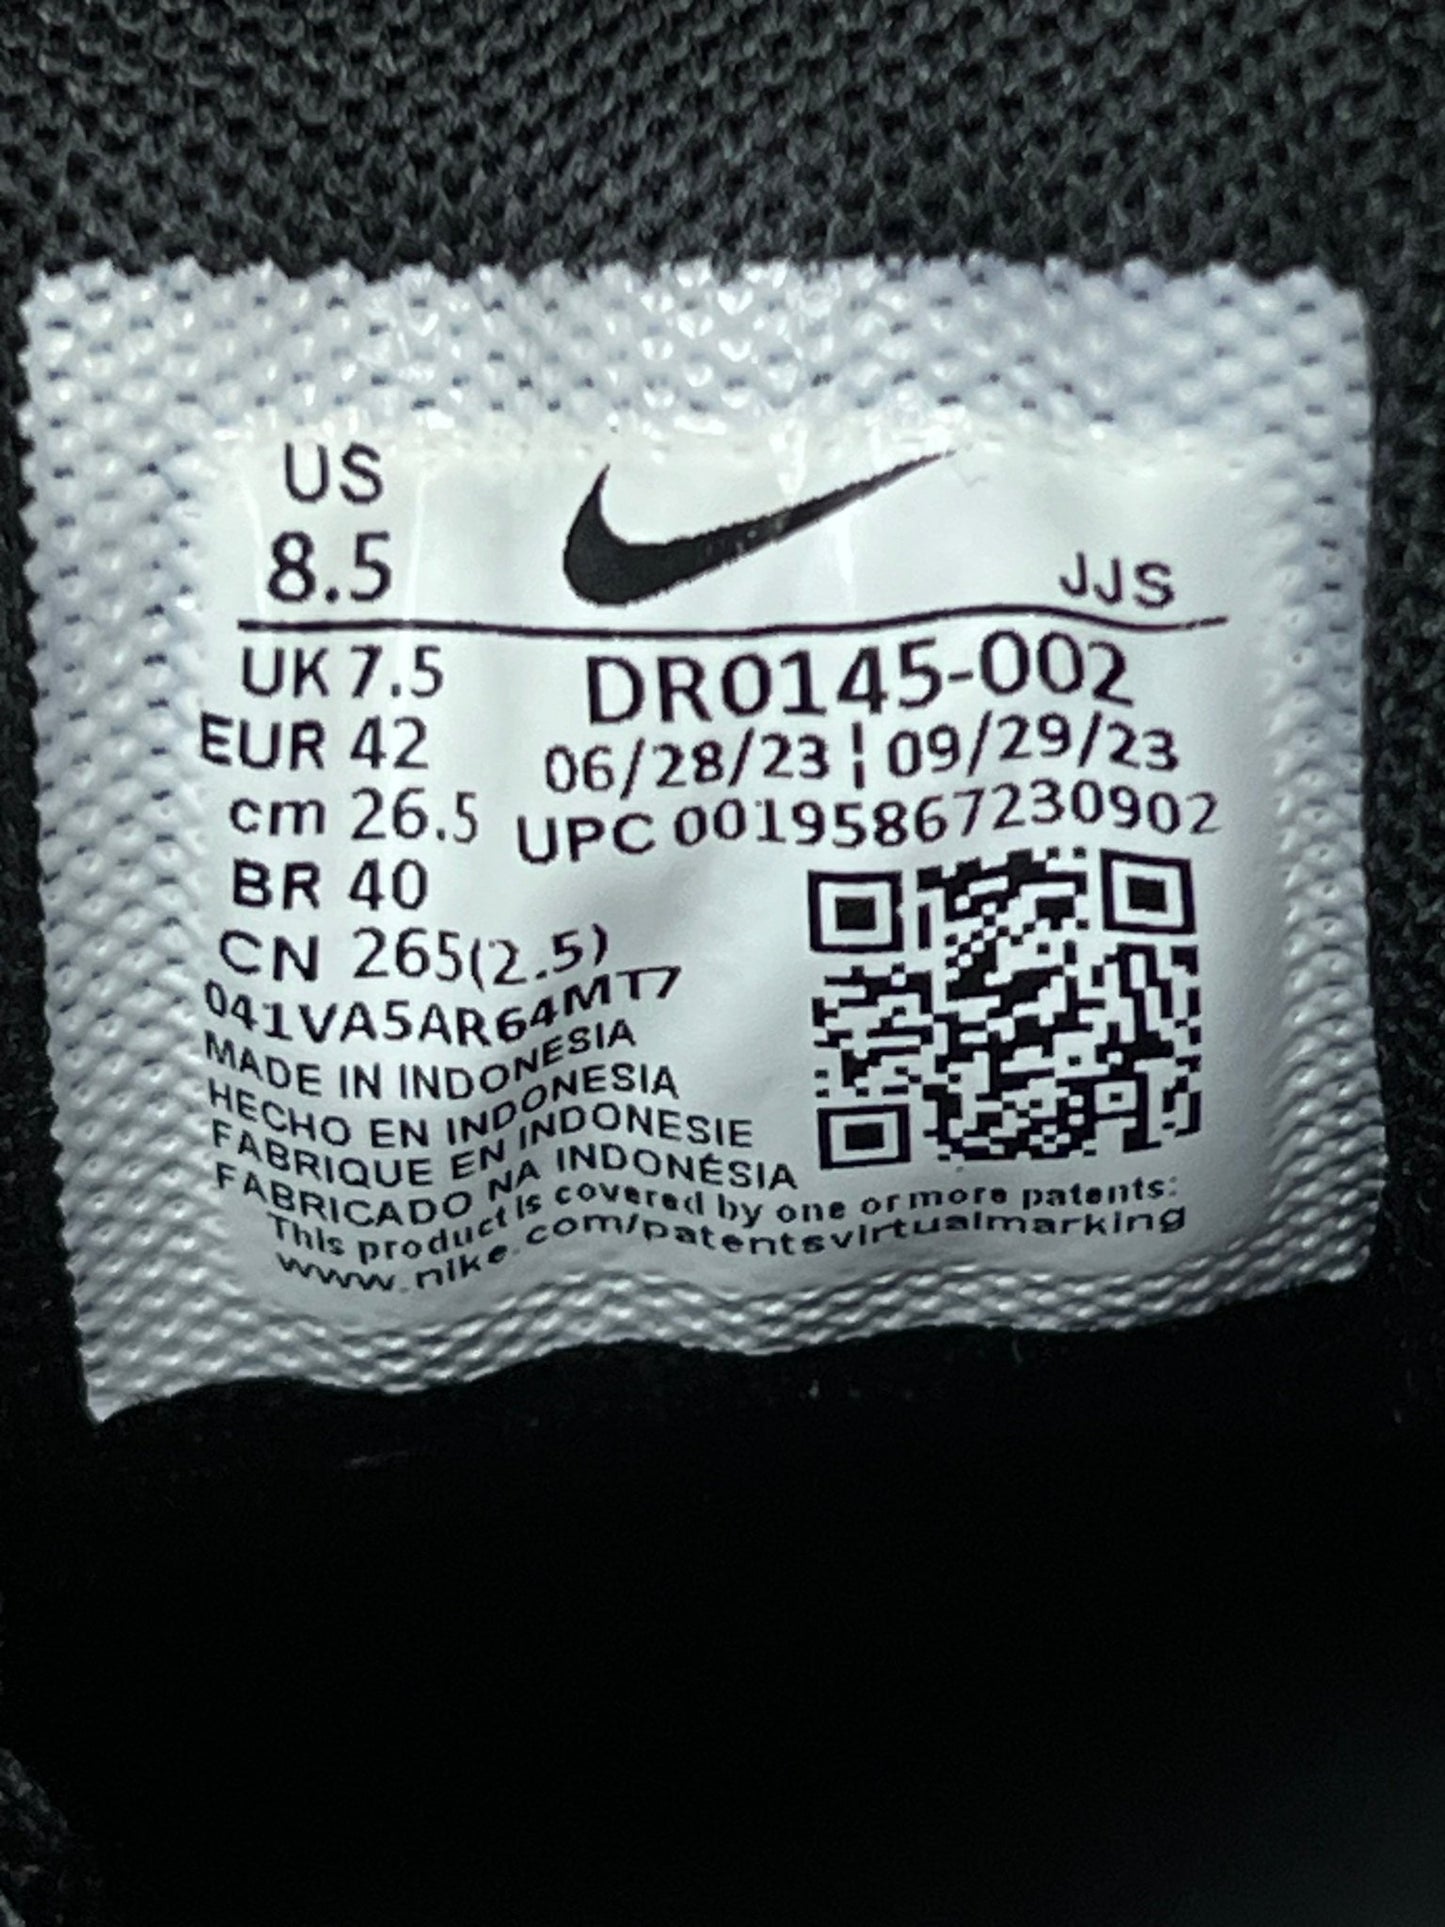 US
8.5
JJS
UK 7.5
EUR 42
cm 26.5
BR 40
CN 265(2.5)
DR0145-002
06/28/23 ¦ 09/29/23
UPC 00195867230902
041VA5AR64MT7
MADE IN INDONESIA
HECHO EN INDONESIA
FABRIQUE EN INDONESIE
FABRICADO NA INDONÉSIA
This product is covered by one or more patents:
www.nike.com/patentsvirtualmarking